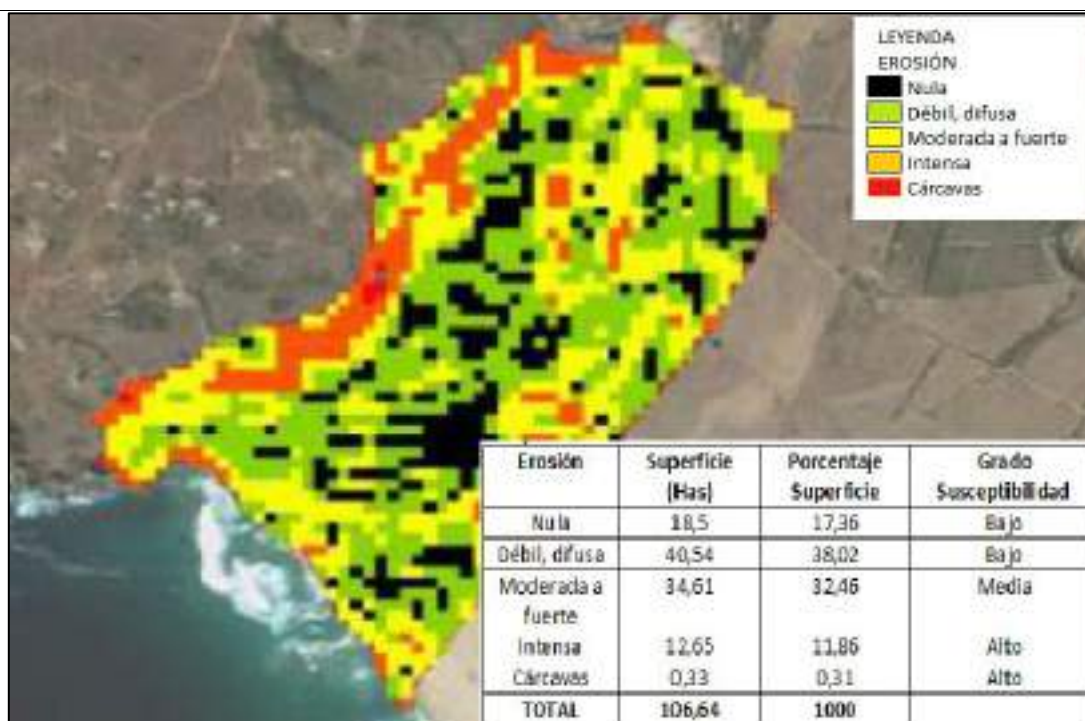 LEYENDA
EROSIÓN
Nula
Débil, difusa
Moderada a fuerte
Intensa
Cárcavas
Erosión Superficie (Has) Porcentaje Superficie Grado Susceptibilidad
Nula 18,5 17,36 Bajo
Débil, difusa 40,54 38,02 Bajo
Moderada a fuerte 34,61 32,46 Media
Intensa 12,65 11,86 Alto
Cárcavas 0,33 0,31 Alto
TOTAL 106,64 1000